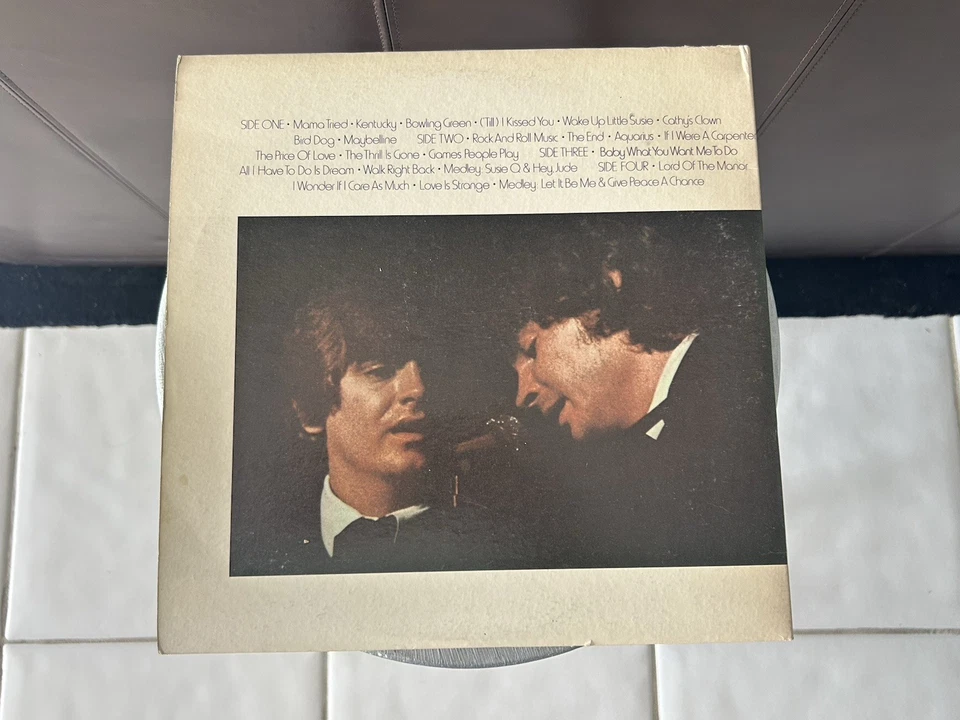 SIDE ONE • Mama Tried • Kentucky • Bowling Green • (Till) I Kissed You • Wake Up Little Susie • Cathy's Clown
Bird Dog • Maybelline SIDE TWO • Rock And Roll Music • The End • Aquarius • If I Were A Carpenter
The Price Of Love • The Thrill Is Gone • Games People Play SIDE THREE • Baby What You Want Me To Do
All I Have To Do Is Dream • Walk Right Back • Medley: Susie Q & Hey Jude SIDE FOUR • Lord Of The Manor
I Wonder If I Care As Much • Love Is Strange • Medley: Let It Be Me & Give Peace A Chance